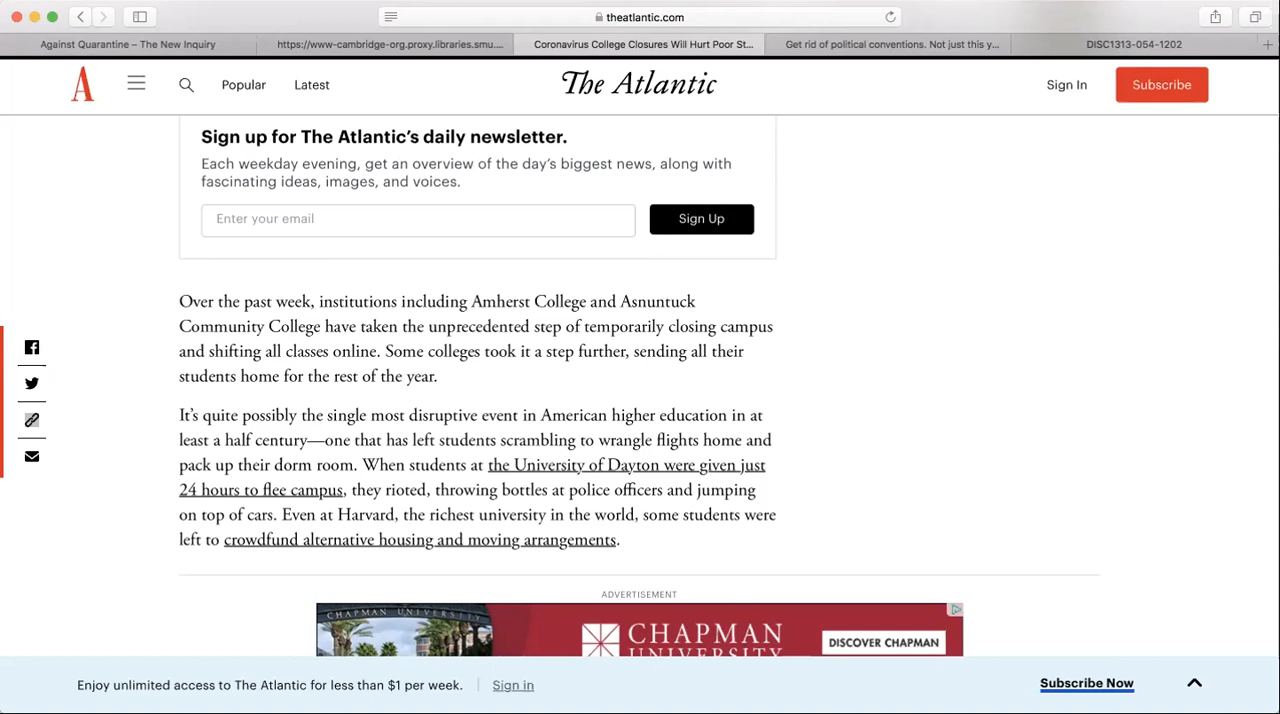 theatlantic.com
Against Quarantine – The New Inquiry
https://www-cambridge-org.proxy.libraries.smu....
Coronavirus College Closures Will Hurt Poor St...
Get rid of political conventions. Not just this y...
DISC1313-054-1202
A
Popular
Latest
The Atlantic
Sign In
Subscribe
Sign up for The Atlantic’s daily newsletter.
Each weekday evening, get an overview of the day’s biggest news, along with
fascinating ideas, images, and voices.
Enter your email
Sign Up
Over the past week, institutions including Amherst College and Asnuntuck
Community College have taken the unprecedented step of temporarily closing campus
and shifting all classes online. Some colleges took it a step further, sending all their
students home for the rest of the year.
It’s quite possibly the single most disruptive event in American higher education in at
least a half century—one that has left students scrambling to wrangle flights home and
pack up their dorm room. When students at the University of Dayton were given just
24 hours to flee campus, they rioted, throwing bottles at police officers and jumping
on top of cars. Even at Harvard, the richest university in the world, some students were
left to crowdfund alternative housing and moving arrangements.
ADVERTISEMENT
CHAPMAN UNIVERSITY
CHAPMAN
UNIVERSITY
DISCOVER CHAPMAN
Enjoy unlimited access to The Atlantic for less than $1 per week.
Sign in
Subscribe Now